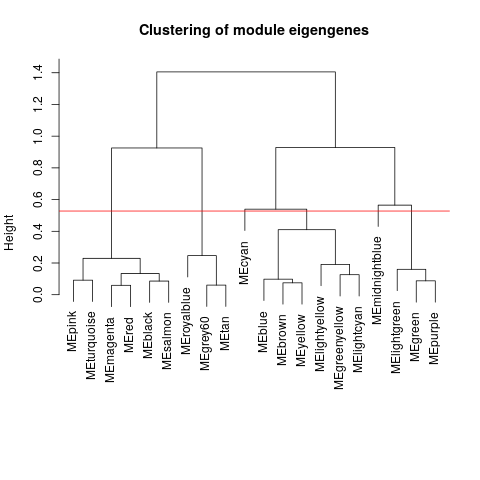 Clustering of module eigengenes
Height
1.4
1.2
1.0
0.8
0.6
0.4
0.2
0.0
MEpink
MEturquoise
MEmagenta
MEred
MEblack
MEsalmon
MEroyalblue
MEgrey60
MEtan
MEcyan
MEblue
MEbrown
MEyellow
MElightyellow
MEgreenyellow
MElightcyan
MEmidnightblue
MElightgreen
MEgreen
MEpurple